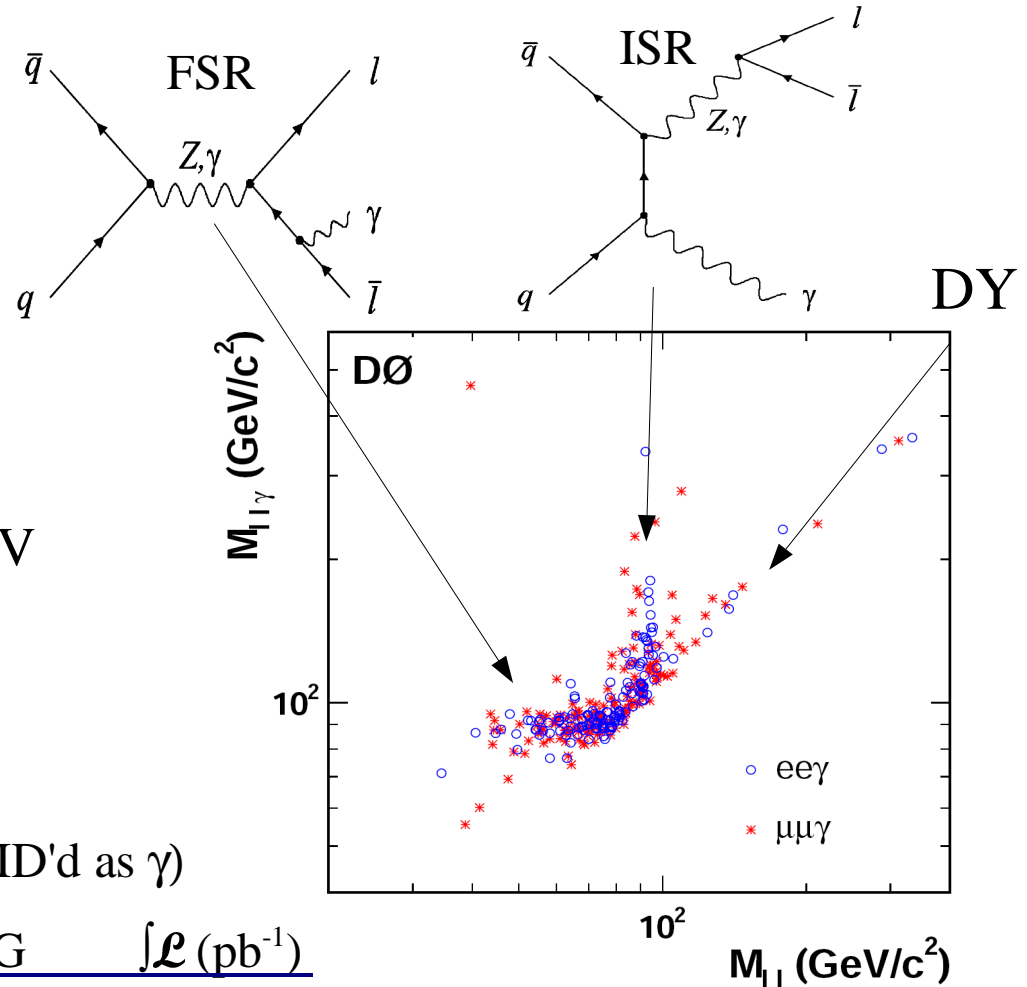 q̅ FSR l
Z,γ
γ
q l̅
q̅ ISR l
l̅
Z,γ
q γ
DY
DØ
M_llγ (GeV/c²)
10²
eeγ
μμγ
10²
M_ll (GeV/c²)
V
ID'd as γ)
G ∫ℒ (pb⁻¹)